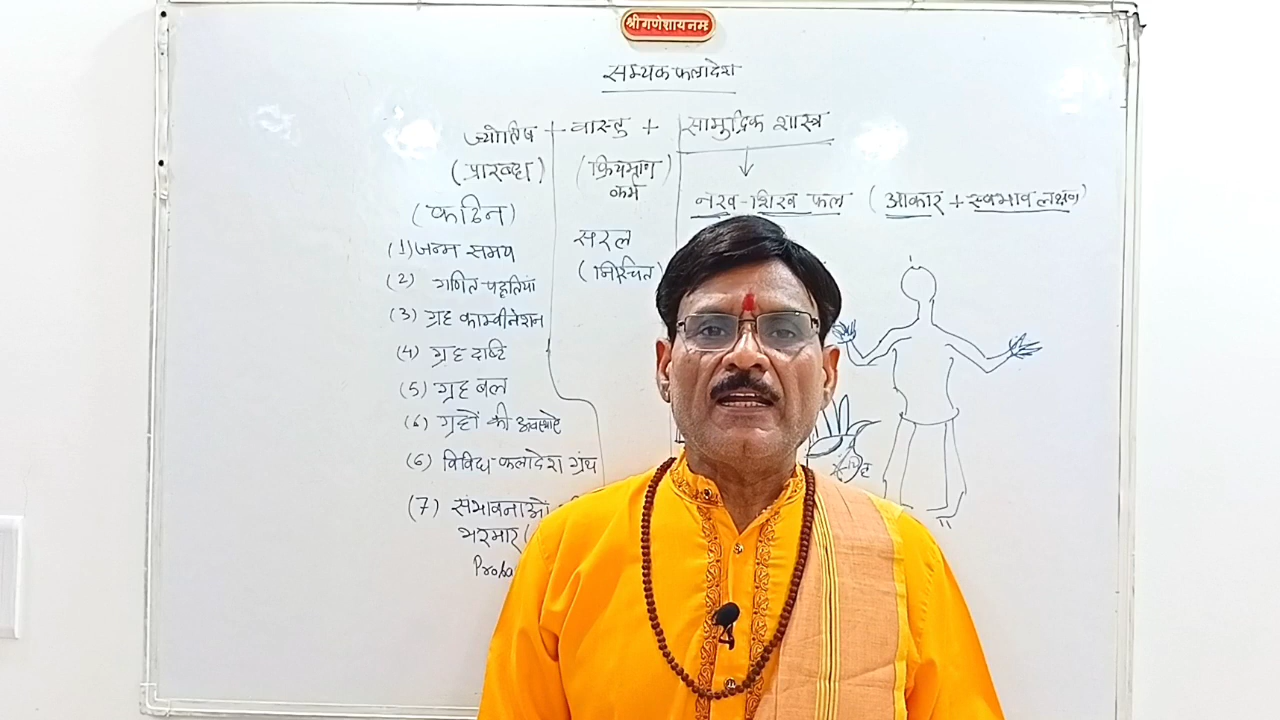 श्री गणेशाय नमः
सम्यक फलादेश
ज्योतिष + वास्तु + सामुद्रिक शास्त्र
(प्रारब्ध) (क्रियमाण) कर्म
नख-शिख फल (आकार + स्वभाव लक्षण)
(कठिन)
सरल
(निश्चित)
(1) जन्म समय
(2) गणित-पद्दतियां
(3) ग्रह काम्बीनेशन
(4) ग्रह दृष्टि
(5) ग्रह बल
(6) ग्रहों की अवस्थाऐं
(6) विविध फलादेश ग्रंथ
(7) संभावनाओं
भरमार (